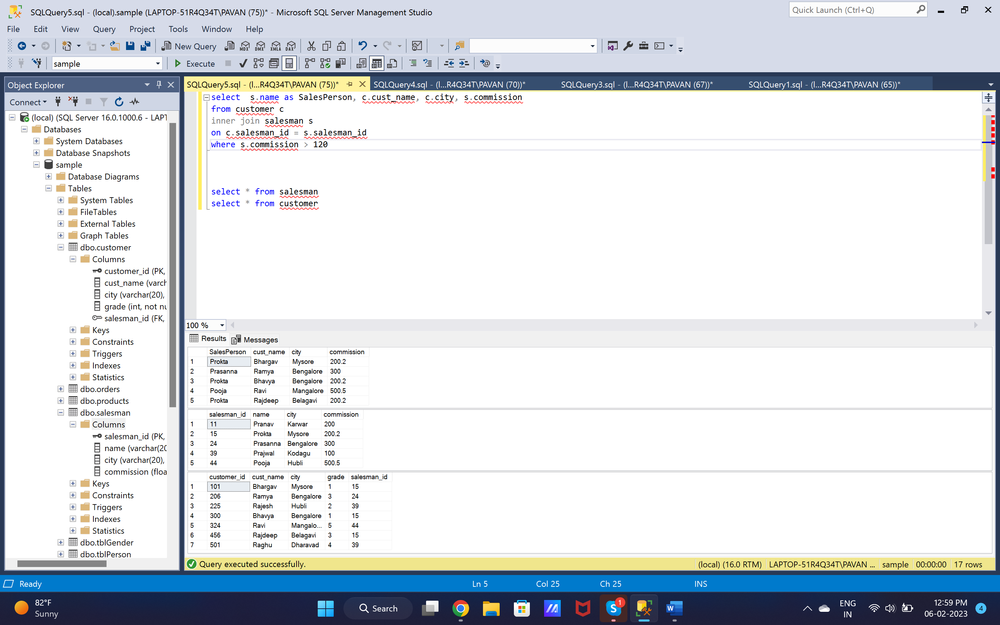 SQLQuery5.sql - (local).sample (LAPTOP-51R4Q34T\PAVAN (75))* - Microsoft SQL Server Management Studio
Quick Launch (Ctrl+Q)
File Edit View Query Project Tools Window Help
New Query MDX DMX XMLA DAX
sample Execute
Object Explorer
SQLQuery5.sql - (l...R4Q34T\PAVAN (75))* SQLQuery4.sql - (l...R4Q34T\PAVAN (70))* SQLQuery3.sql - (l...R4Q34T\PAVAN (67))* SQLQuery1.sql - (l...R4Q34T\PAVAN (65))*
Connect
(local) (SQL Server 16.0.1000.6 - LAPT
Databases
System Databases
Database Snapshots
sample
Database Diagrams
Tables
System Tables
FileTables
External Tables
Graph Tables
dbo.customer
Columns
customer_id (PK,
cust_name (varch
city (varchar(20),
grade (int, not nu
salesman_id (FK,
Keys
Constraints
Triggers
Indexes
Statistics
dbo.orders
dbo.products
dbo.salesman
Columns
salesman_id (PK,
name (varchar(20
city (varchar(20),
commission (floa
Keys
Constraints
Triggers
Indexes
Statistics
dbo.tblGender
dbo.tblPerson
select s.name as SalesPerson, c.cust_name, c.city, s.commission
from customer c
inner join salesman s
on c.salesman_id = s.salesman_id
where s.commission > 120
select * from salesman
select * from customer
100 %
Results Messages
SalesPerson cust_name city commission
1 Prokta Bhargav Mysore 200.2
2 Prasanna Ramya Bengalore 300
3 Prokta Bhavya Bengalore 200.2
4 Pooja Ravi Mangalore 500.5
5 Prokta Rajdeep Belagavi 200.2
salesman_id name city commission
1 11 Pranav Karwar 200
2 15 Prokta Mysore 200.2
3 24 Prasanna Bengalore 300
4 39 Prajwal Kodagu 100
5 44 Pooja Hubli 500.5
customer_id cust_name city grade salesman_id
1 101 Bhargav Mysore 1 15
2 206 Ramya Bengalore 3 24
3 225 Rajesh Hubli 2 39
4 300 Bhavya Bengalore 1 15
5 324 Ravi Mangalo... 5 44
6 456 Rajdeep Belagavi 3 15
7 501 Raghu Dharavad 4 39
Query executed successfully. (local) (16.0 RTM) LAPTOP-51R4Q34T\PAVAN ... sample 00:00:00 17 rows
Ready Ln 5 Col 25 Ch 25 INS
82°F
Sunny
Search
S 1
W
ENG
IN
12:59 PM
06-02-2023
4